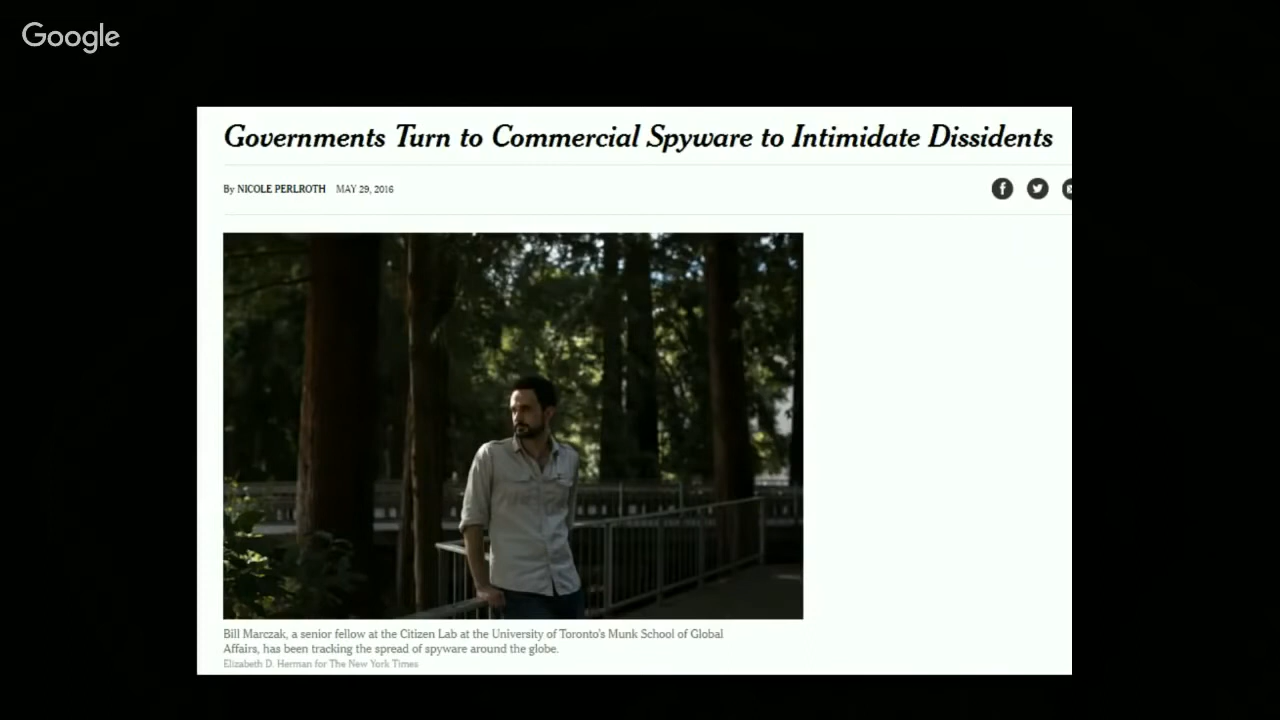 Google
Governments Turn to Commercial Spyware to Intimidate Dissidents
By NICOLE PERLROTH MAY 29, 2016
Bill Marczak, a senior fellow at the Citizen Lab at the University of Toronto's Munk School of Global
Affairs, has been tracking the spread of spyware around the globe.
Elizabeth D. Herman for The New York Times